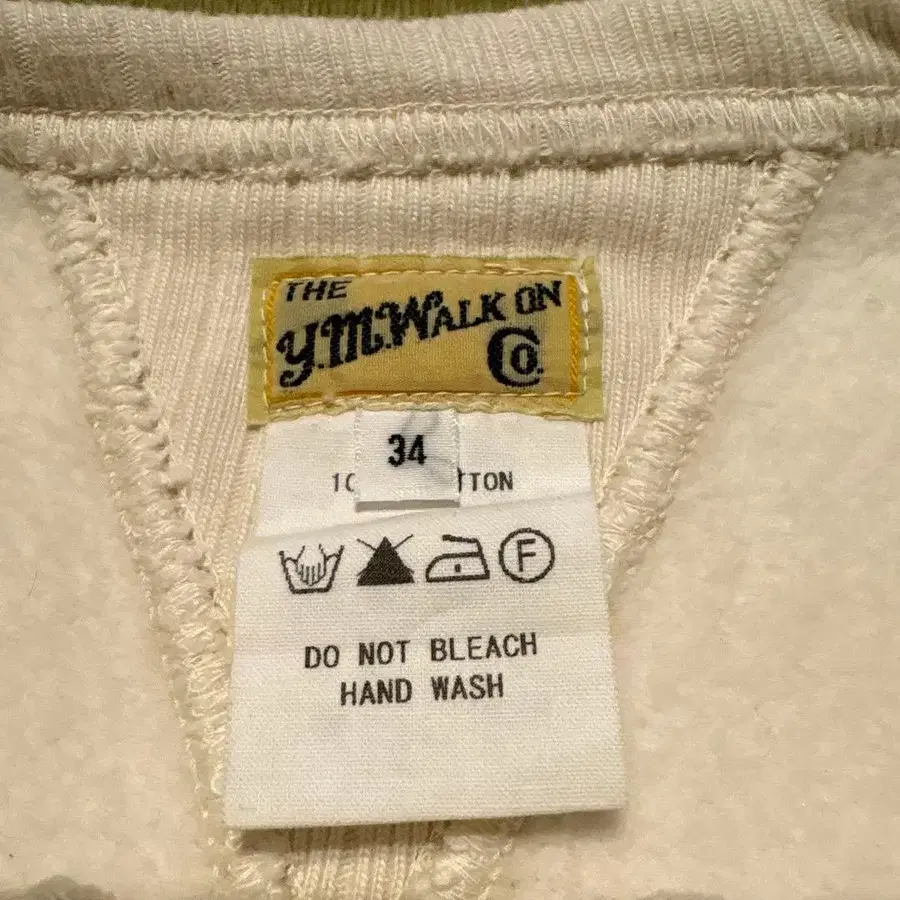 THE
Y.M.WALK ON
Co.
34
DO NOT BLEACH
HAND WASH
F